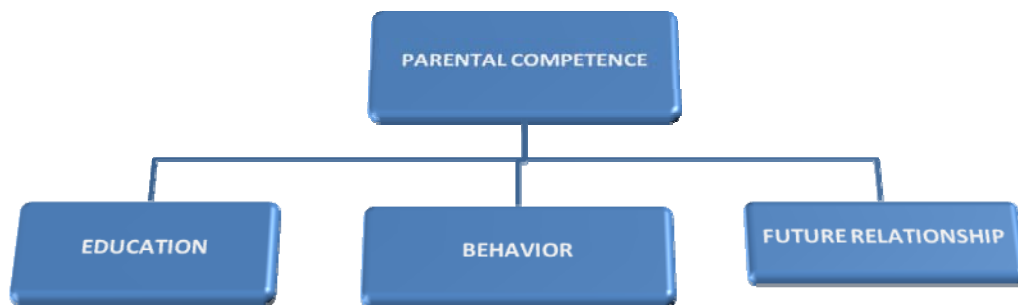 PARENTAL COMPETENCE
EDUCATION
BEHAVIOR
FUTURE RELATIONSHIP